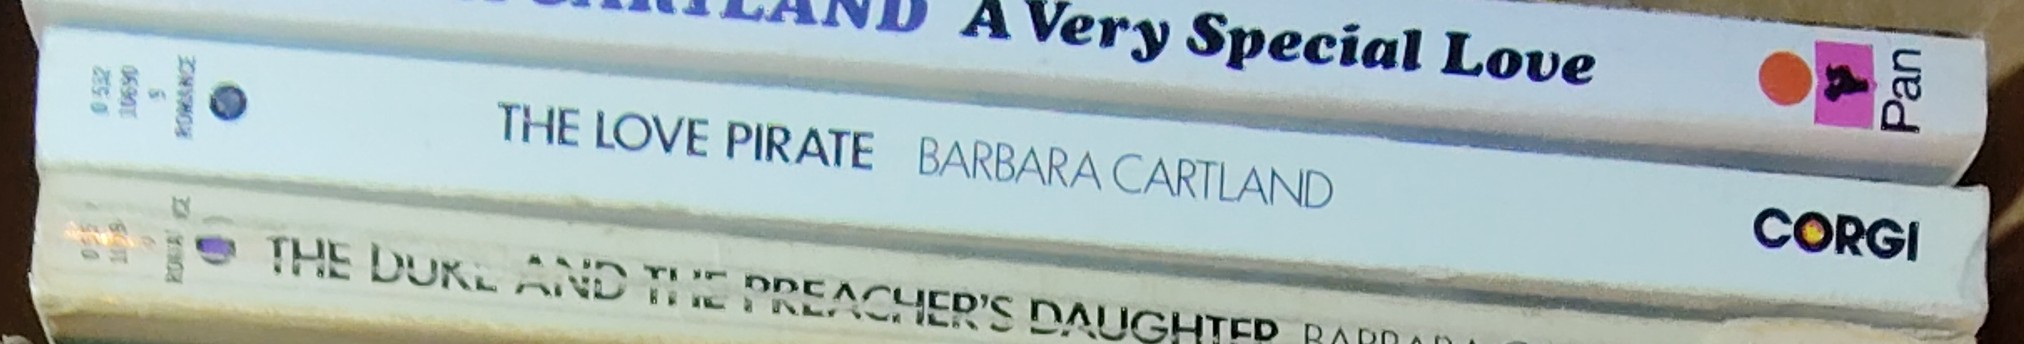 CARTLAND A Very Special Love Pan
0 552
10690
5
ROMANCE
THE LOVE PIRATE BARBARA CARTLAND CORGI
THE DUKE AND THE PREACHER'S DAUGHTER